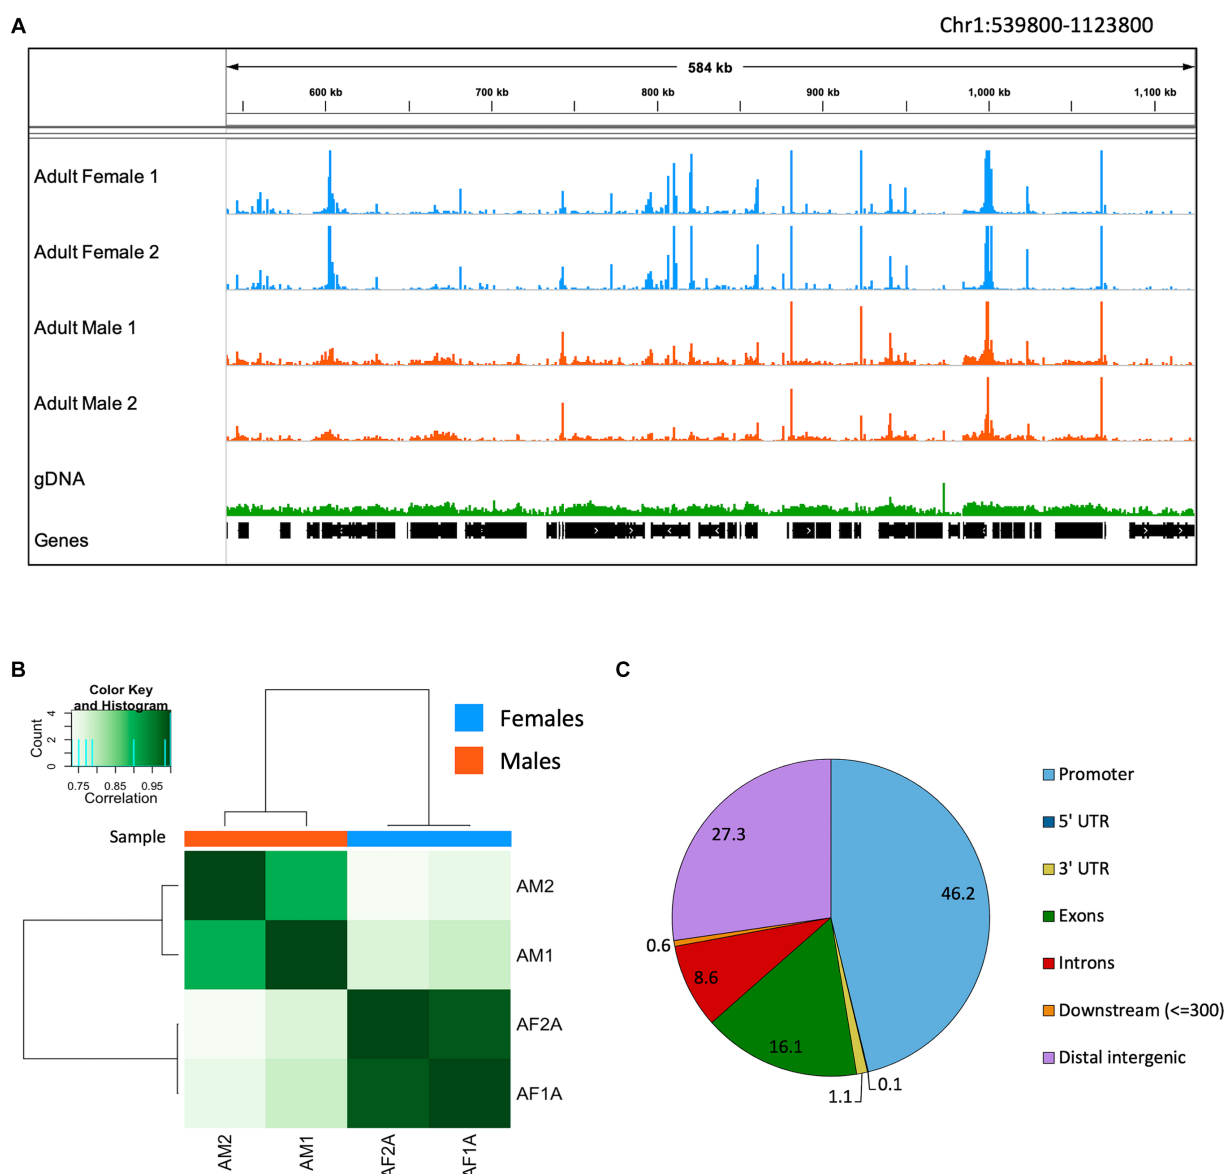 A
Chr1:539800-1123800
584 kb
600 kb 700 kb 800 kb 900 kb 1,000 kb 1,100 kb
Adult Female 1
Adult Female 2
Adult Male 1
Adult Male 2
gDNA
Genes
B
Color Key
and Histogram
Count
0 2 4
0.75 0.85 0.95
Correlation
Females
Males
Sample
AM2
AM1
AF2A
AF1A
AM2 AM1 AF2A AF1A
C
46.2
0.1
1.1
16.1
8.6
0.6
27.3
Promoter
5' UTR
3' UTR
Exons
Introns
Downstream (<=300)
Distal intergenic